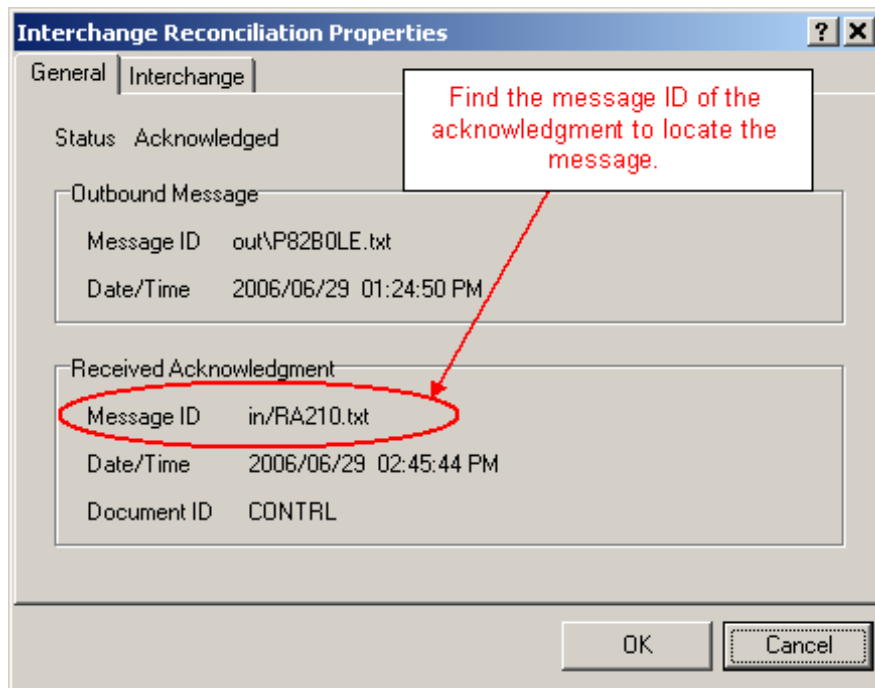 Interchange Reconciliation Properties
General
Interchange
Find the message ID of the
acknowledgment to locate the
message.
Status Acknowledged
Outbound Message
Message ID out\P82B0LE.txt
Date/Time 2006/06/29 01:24:50 PM
Received Acknowledgment
Message ID in/RA210.txt
Date/Time 2006/06/29 02:45:44 PM
Document ID CONTRL
OK
Cancel